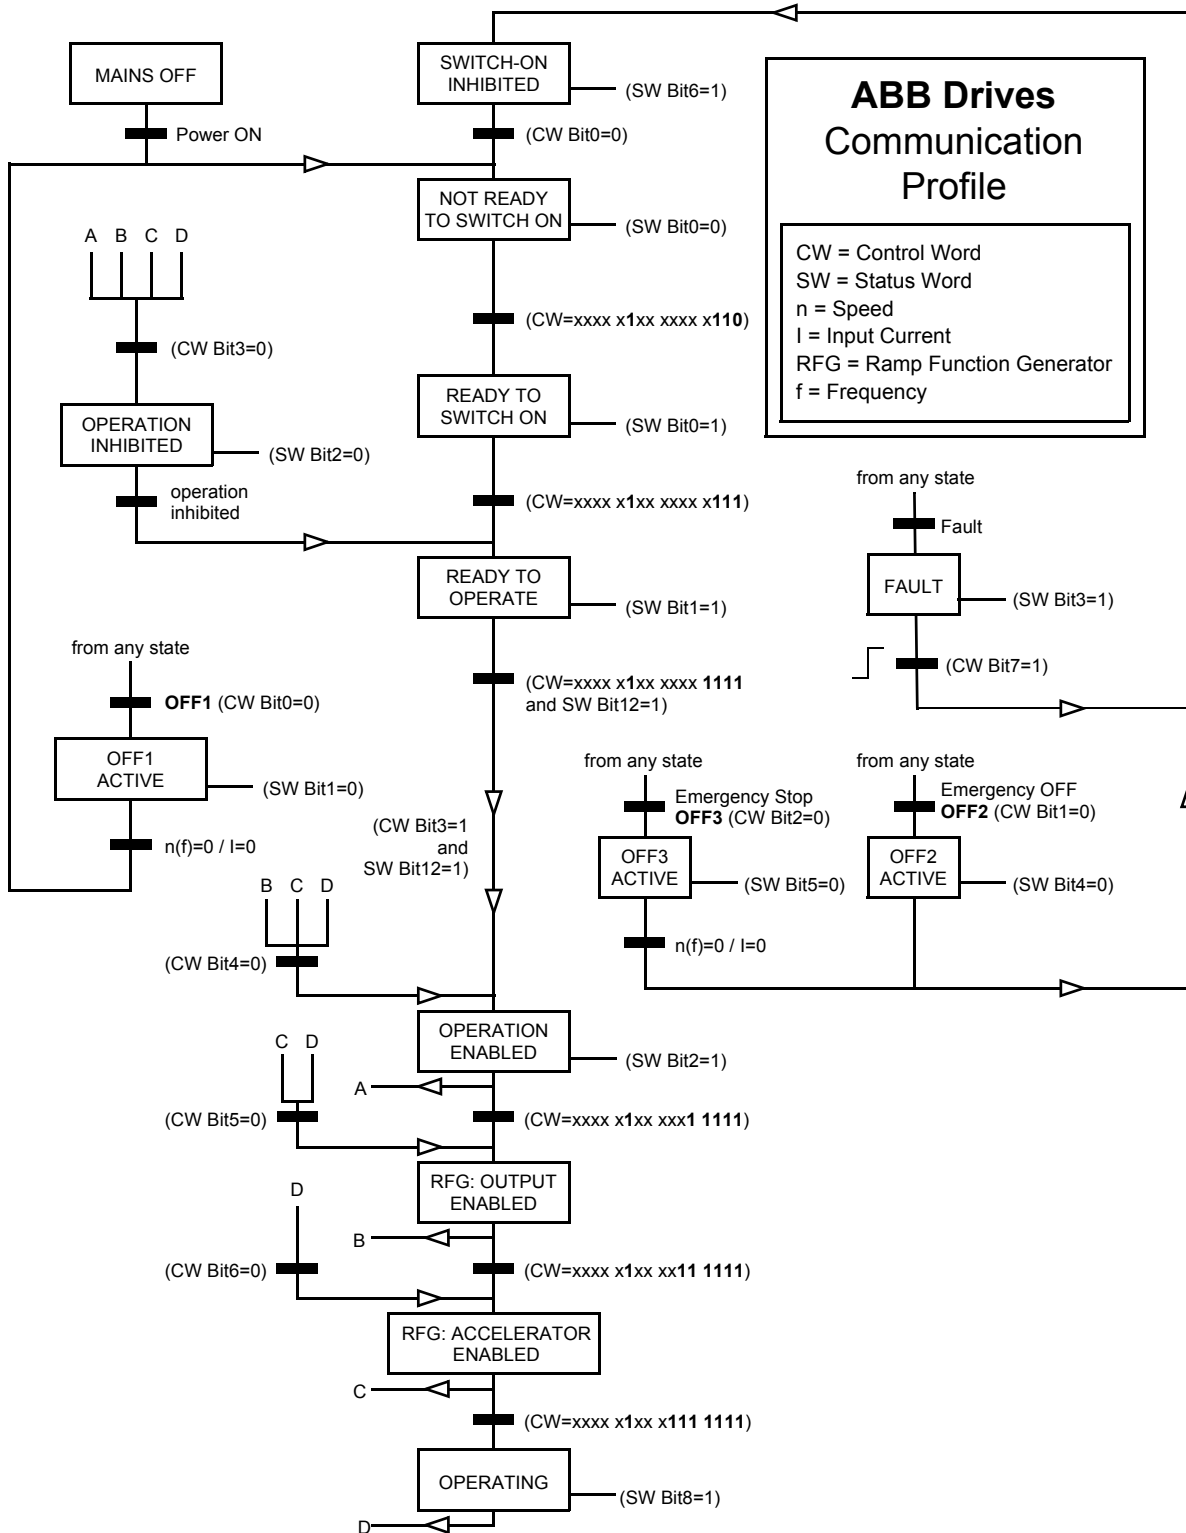 MAINS OFF
Power ON
SWITCH-ON
INHIBITED
(SW Bit6=1)
(CW Bit0=0)
ABB Drives
Communication
Profile
CW = Control Word
SW = Status Word
n = Speed
I = Input Current
RFG = Ramp Function Generator
f = Frequency
NOT READY
TO SWITCH ON
(SW Bit0=0)
A B C D
(CW Bit3=0)
(CW=xxxx x1xx xxxx x110)
OPERATION
INHIBITED
(SW Bit2=0)
operation
inhibited
READY TO
SWITCH ON
(SW Bit0=1)
(CW=xxxx x1xx xxxx x111)
from any state
Fault
FAULT
(SW Bit3=1)
(CW Bit7=1)
READY TO
OPERATE
(SW Bit1=1)
(CW=xxxx x1xx xxxx 1111
and SW Bit12=1)
from any state
OFF1 (CW Bit0=0)
OFF1
ACTIVE
(SW Bit1=0)
n(f)=0 / I=0
(CW Bit3=1
and
SW Bit12=1)
from any state
Emergency Stop
OFF3 (CW Bit2=0)
OFF3
ACTIVE
(SW Bit5=0)
n(f)=0 / I=0
from any state
Emergency OFF
OFF2 (CW Bit1=0)
OFF2
ACTIVE
(SW Bit4=0)
B C D
(CW Bit4=0)
OPERATION
ENABLED
(SW Bit2=1)
A
C D
(CW Bit5=0)
(CW=xxxx x1xx xxx1 1111)
RFG: OUTPUT
ENABLED
B
D
(CW Bit6=0)
(CW=xxxx x1xx xx11 1111)
RFG: ACCELERATOR
ENABLED
C
(CW=xxxx x1xx x111 1111)
OPERATING
(SW Bit8=1)
D